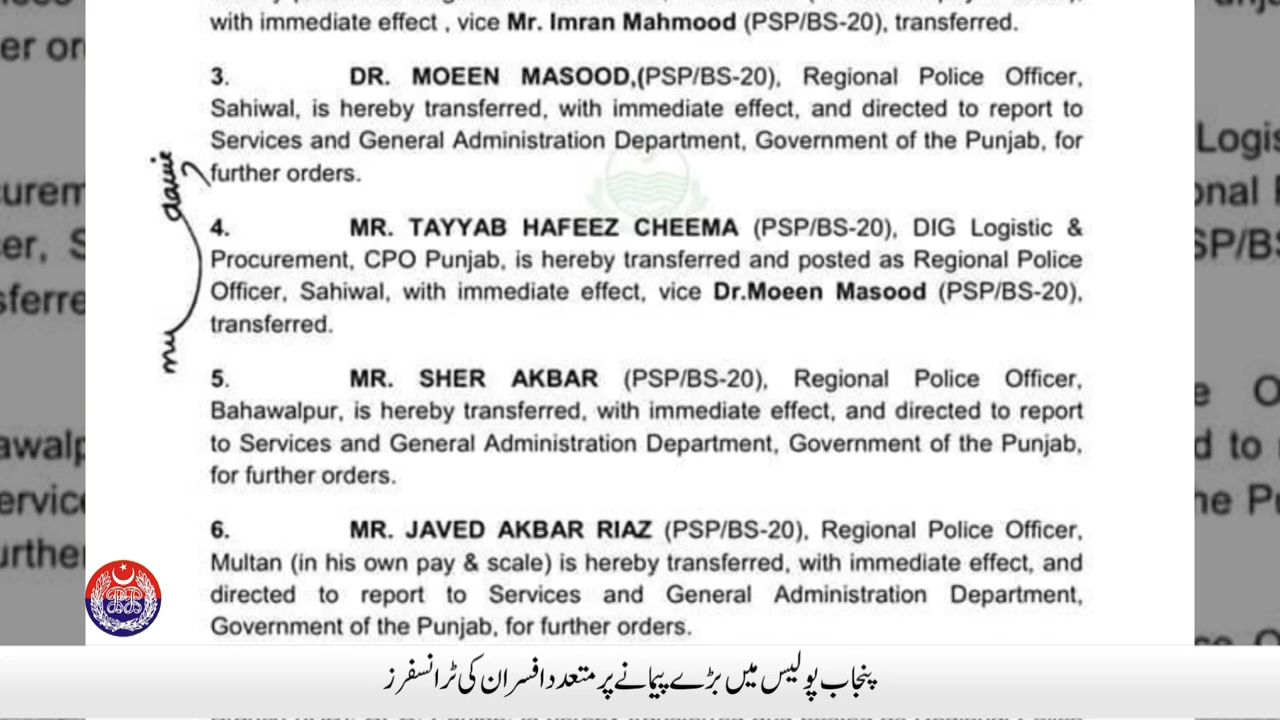 with immediate effect , vice Mr. Imran Mahmood (PSP/BS-20), transferred.
3. DR. MOEEN MASOOD,(PSP/BS-20), Regional Police Officer,
Sahiwal, is hereby transferred, with immediate effect, and directed to report to
Services and General Administration Department, Government of the Punjab, for
further orders.
4. MR. TAYYAB HAFEEZ CHEEMA (PSP/BS-20), DIG Logistic &
Procurement, CPO Punjab, is hereby transferred and posted as Regional Police
Officer, Sahiwal, with immediate effect, vice Dr.Moeen Masood (PSP/BS-20),
transferred.
5. MR. SHER AKBAR (PSP/BS-20), Regional Police Officer,
Bahawalpur, is hereby transferred, with immediate effect, and directed to report
to Services and General Administration Department, Government of the Punjab,
for further orders.
6. MR. JAVED AKBAR RIAZ (PSP/BS-20), Regional Police Officer,
Multan (in his own pay & scale) is hereby transferred, with immediate effect, and
directed to report to Services and General Administration Department,
Government of the Punjab, for further orders.
پنجاب پولیس میں بڑے پیمانے پر متعدد افسران کی ٹرانسفرز